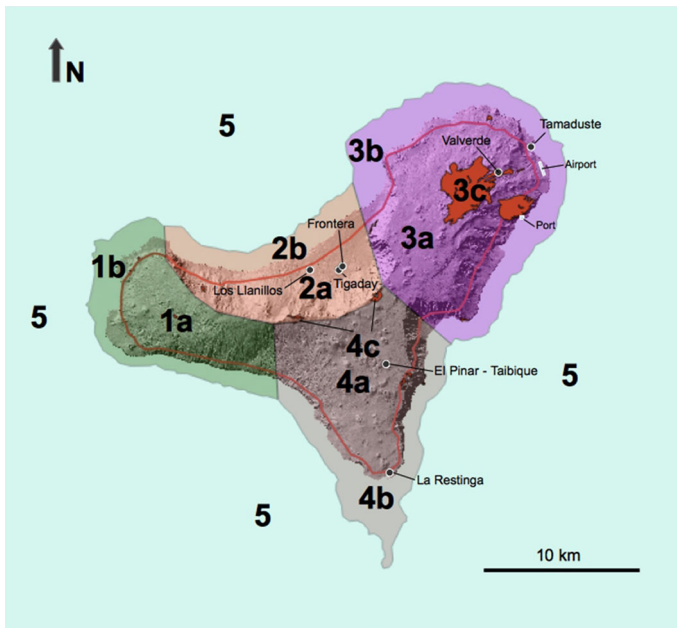 N
5
Tamaduste
Valverde
3b
Airport
3c
Port
Frontera
3a
2b
1b
Los Llanillos
Tigaday
2a
5
1a
4c
4a
El Pinar - Taibique
5
La Restinga
4b
5
10 km